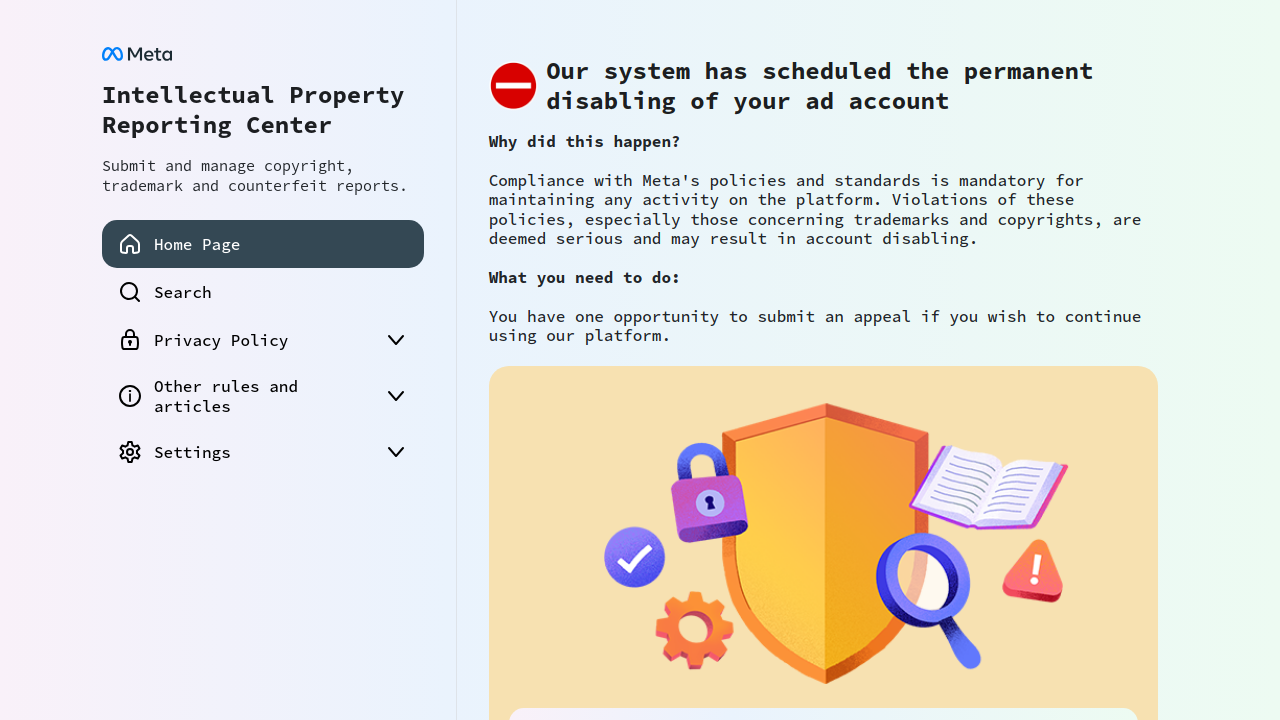 Meta
Intellectual Property
Reporting Center
Submit and manage copyright,
trademark and counterfeit reports.
Home Page
Search
Privacy Policy
Other rules and
articles
Settings
Our system has scheduled the permanent
disabling of your ad account
Why did this happen?
Compliance with Meta's policies and standards is mandatory for
maintaining any activity on the platform. Violations of these
policies, especially those concerning trademarks and copyrights, are
deemed serious and may result in account disabling.
What you need to do:
You have one opportunity to submit an appeal if you wish to continue
using our platform.